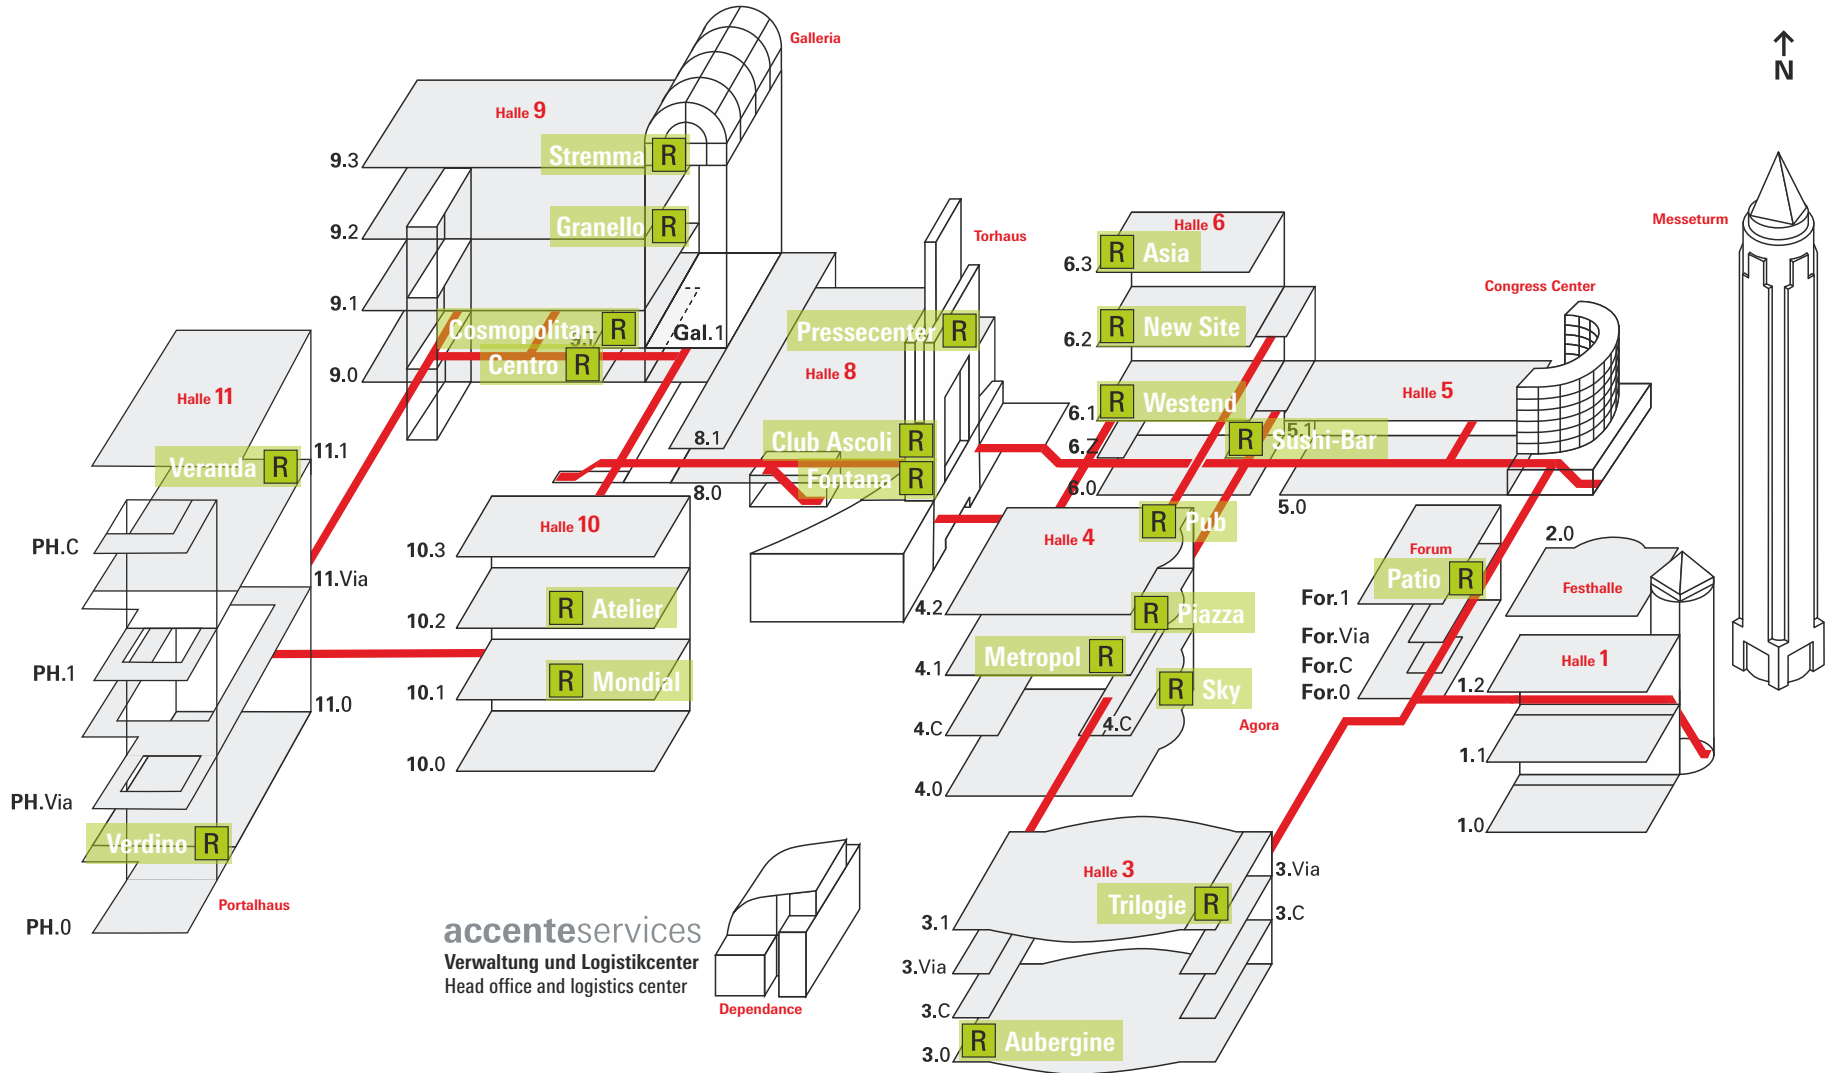 Galleria
N
Halle 9
Stremma R
9.3
Messeturm
Halle 6
Granello R
9.2
Torhaus
R Asia
6.3
Congress Center
9.1
Cosmopolitan R
9.1
Gal.1
Pressecenter R
R New Site
6.2
Centro R
9.0
Halle 8
Halle 5
Halle 11
R Westend
6.1
5.1
8.1
Club Ascoli R
R Sushi-Bar
6.Z
11.1
Veranda R
Fontana R
8.0
6.0
5.0
4
Halle 10
Halle 4
R Pub
2.0
PH.C
10.3
Forum
11.Via
Patio R
Festhalle
For.1
10.2
R Atelier
4.2
R Piazza
For.Via
Halle 1
PH.1
10.1
R Mondial
4.1
Metropol R
For.C
R Sky
For.0
1.2
11.0
4.C
4.C
Agora
10.0
1.1
PH.Via
4.0
1.0
Verdino R
Halle 3
3.Via
Portalhaus
Trilogie R
3.C
PH.0
3.1
accenteservices
Verwaltung und Logistikcenter
Head office and logistics center
3.Via
Dependance
3.C
R Aubergine
3.0